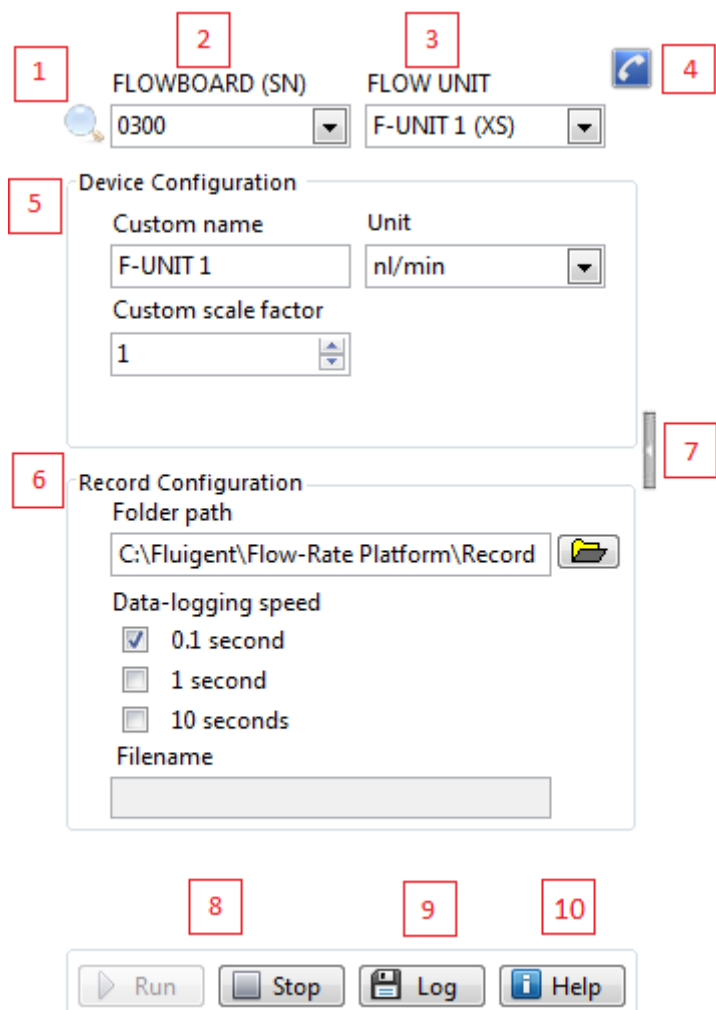 2 3
1 4
FLOWBOARD (SN) FLOW UNIT
0300 F-UNIT 1 (XS)
5 Device Configuration
Custom name Unit
F-UNIT 1 nl/min
Custom scale factor
1
7
6 Record Configuration
Folder path
C:\Fluigent\Flow-Rate Platform\Record
Data-logging speed
0.1 second
1 second
10 seconds
Filename
8 9 10
Run Stop Log Help